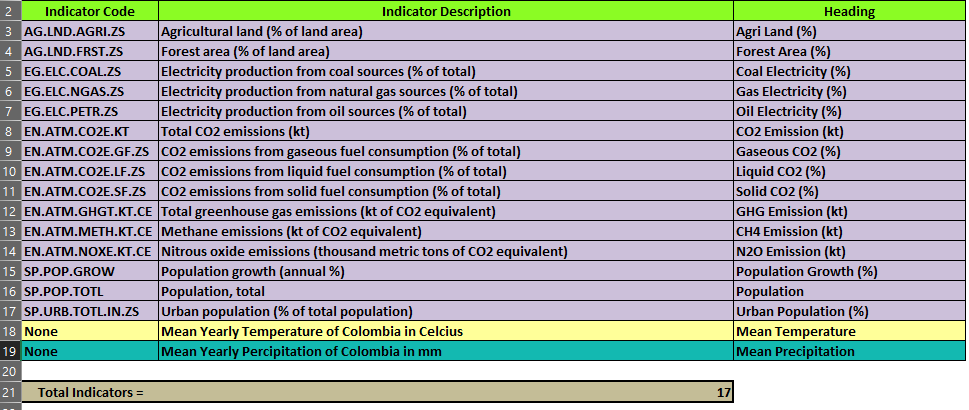 2 Indicator Code Indicator Description Heading
3 AG.LND.AGRI.ZS Agricultural land (% of land area) Agri Land (%)
4 AG.LND.FRST.ZS Forest area (% of land area) Forest Area (%)
5 EG.ELC.COAL.ZS Electricity production from coal sources (% of total) Coal Electricity (%)
6 EG.ELC.NGAS.ZS Electricity production from natural gas sources (% of total) Gas Electricity (%)
7 EG.ELC.PETR.ZS Electricity production from oil sources (% of total) Oil Electricity (%)
8 EN.ATM.CO2E.KT Total CO2 emissions (kt) CO2 Emission (kt)
9 EN.ATM.CO2E.GF.ZS CO2 emissions from gaseous fuel consumption (% of total) Gaseous CO2 (%)
10 EN.ATM.CO2E.LF.ZS CO2 emissions from liquid fuel consumption (% of total) Liquid CO2 (%)
11 EN.ATM.CO2E.SF.ZS CO2 emissions from solid fuel consumption (% of total) Solid CO2 (%)
12 EN.ATM.GHGT.KT.CE Total greenhouse gas emissions (kt of CO2 equivalent) GHG Emission (kt)
13 EN.ATM.METH.KT.CE Methane emissions (kt of CO2 equivalent) CH4 Emission (kt)
14 EN.ATM.NOXE.KT.CE Nitrous oxide emissions (thousand metric tons of CO2 equivalent) N2O Emission (kt)
15 SP.POP.GROW Population growth (annual %) Population Growth (%)
16 SP.POP.TOTL Population, total Population
17 SP.URB.TOTL.IN.ZS Urban population (% of total population) Urban Population (%)
18 None Mean Yearly Temperature of Colombia in Celcius Mean Temperature
19 None Mean Yearly Percipitation of Colombia in mm Mean Precipitation
20
21 Total Indicators = 17